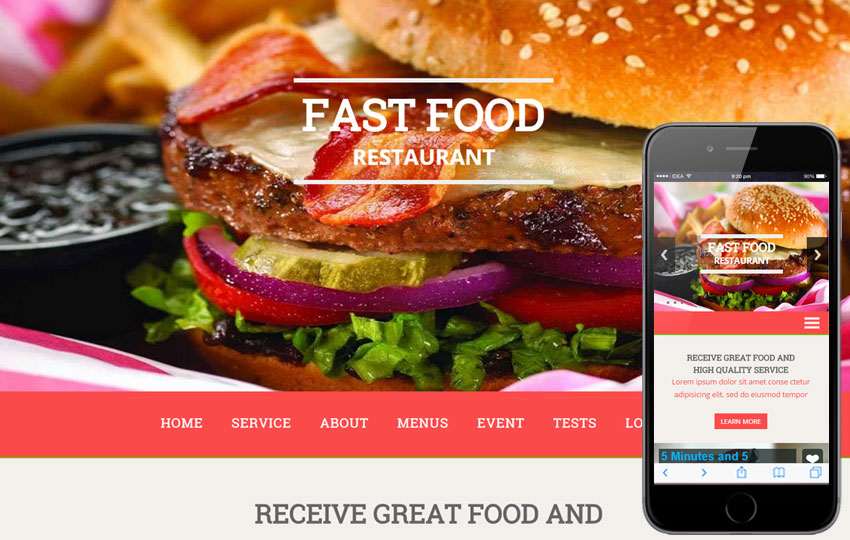 FAST FOOD
RESTAURANT
HOME SERVICE ABOUT MENUS EVENT TESTS LO
RECEIVE GREAT FOOD AND
IDEA 9:20 pm 90%
FAST FOOD
RESTAURANT
RECEIVE GREAT FOOD AND
HIGH QUALITY SERVICE
Lorem ipsum dolor sit amet conse ctetur
adipisicing elit, sed do eiusmod tempor
LEARN MORE
5 Minutes and 5